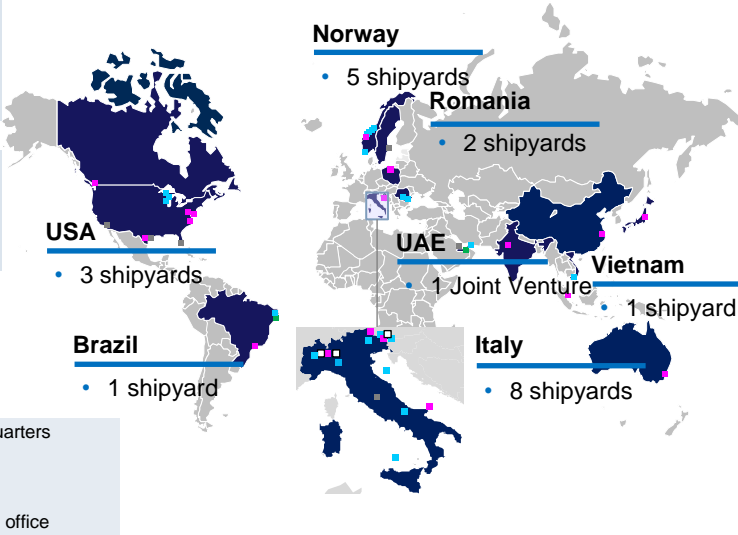 Norway
• 5 shipyards
Romania
• 2 shipyards
USA
• 3 shipyards
UAE
• 1 Joint Venture
Vietnam
• 1 shipyard
Brazil
• 1 shipyard
Italy
• 8 shipyards
uarters
office